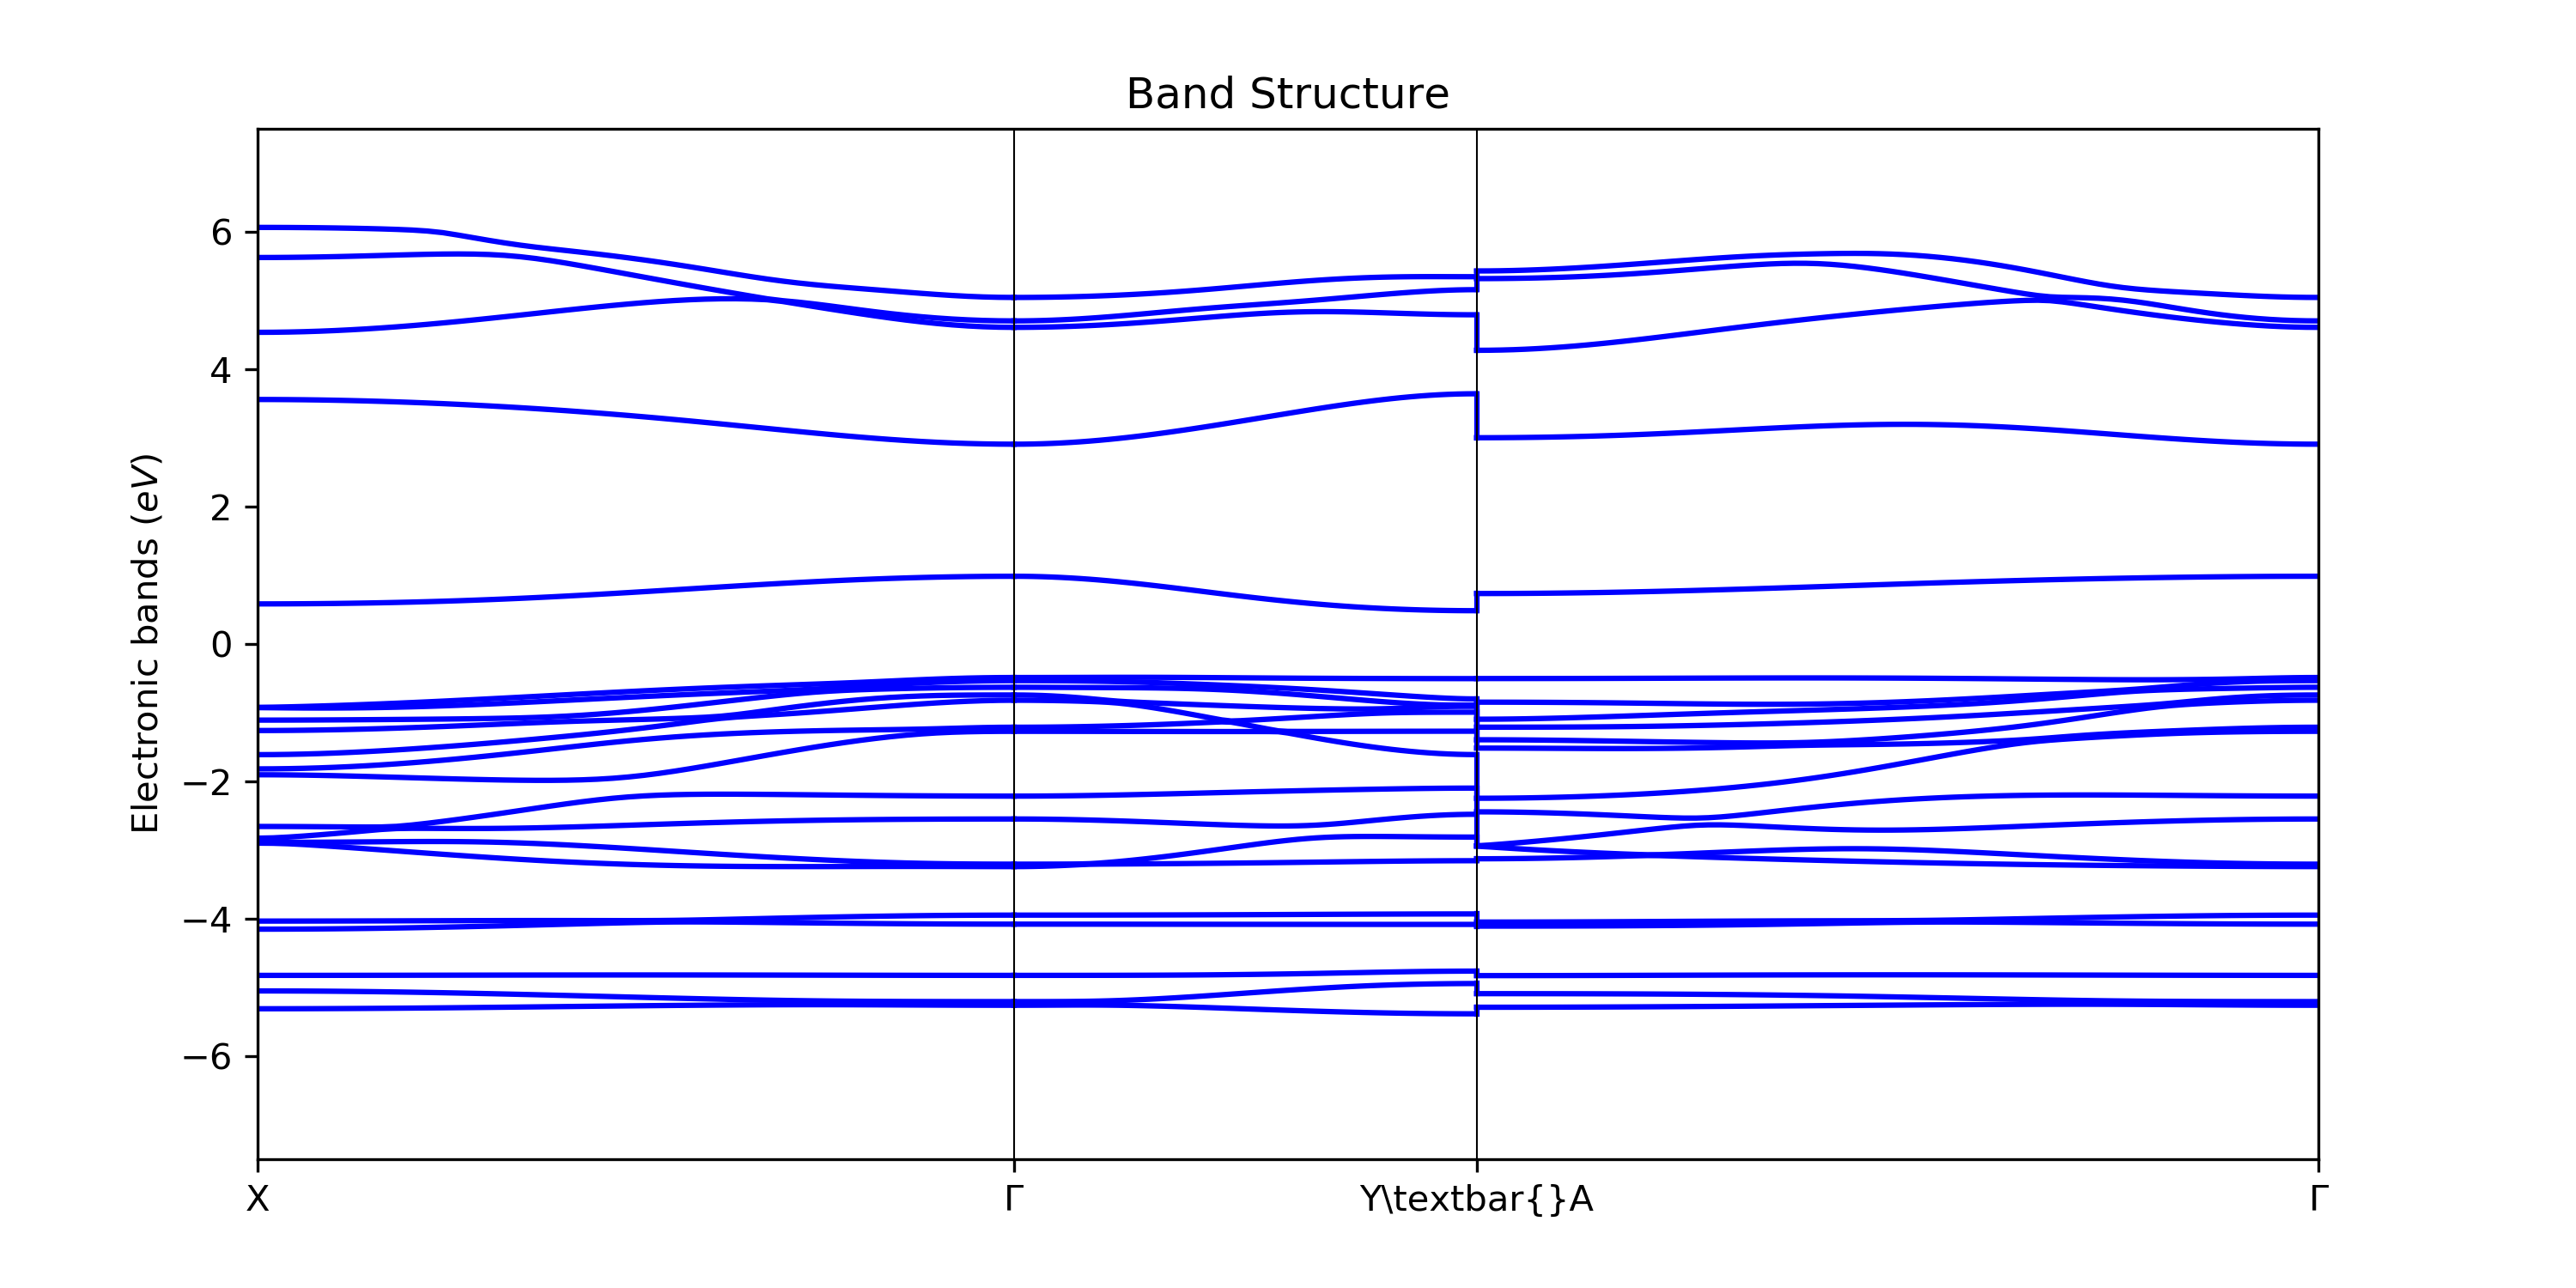 Band Structure
Electronic bands (eV)
6
4
2
0
−2
−4
−6
X
Γ
Y\textbar{}A
Γ